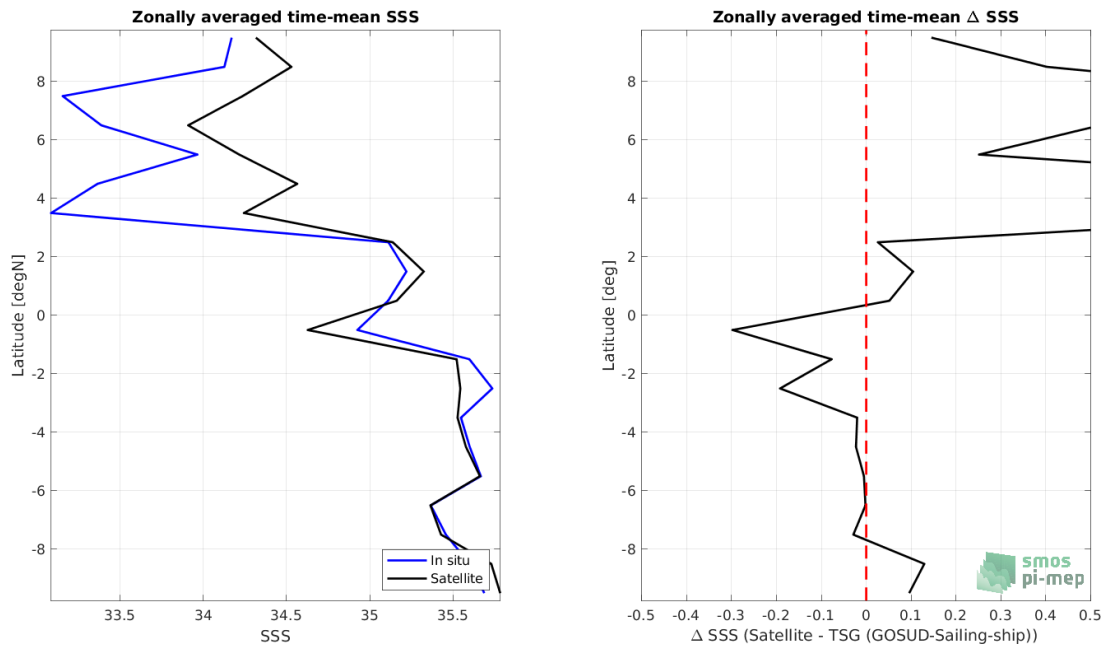 Zonally averaged time-mean SSS
8
6
4
2
0
-2
-4
-6
-8
Latitude [degN]
33.5 34 34.5 35 35.5
SSS
In situ
Satellite
Zonally averaged time-mean Δ SSS
8
6
4
2
0
-2
-4
-6
-8
Latitude [deg]
-0.5 -0.4 -0.3 -0.2 -0.1 0 0.1 0.2 0.3 0.4 0.5
Δ SSS (Satellite - TSG (GOSUD-Sailing-ship))
smos
pi-mep